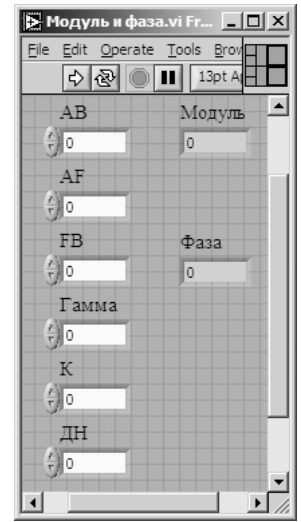 Модуль и фаза.vi Fr...
File Edit Operate Tools Brow
13pt A
AB Модуль
0 0
AF
0
FB Фаза
0 0
Гамма
0
К
0
ДН
0